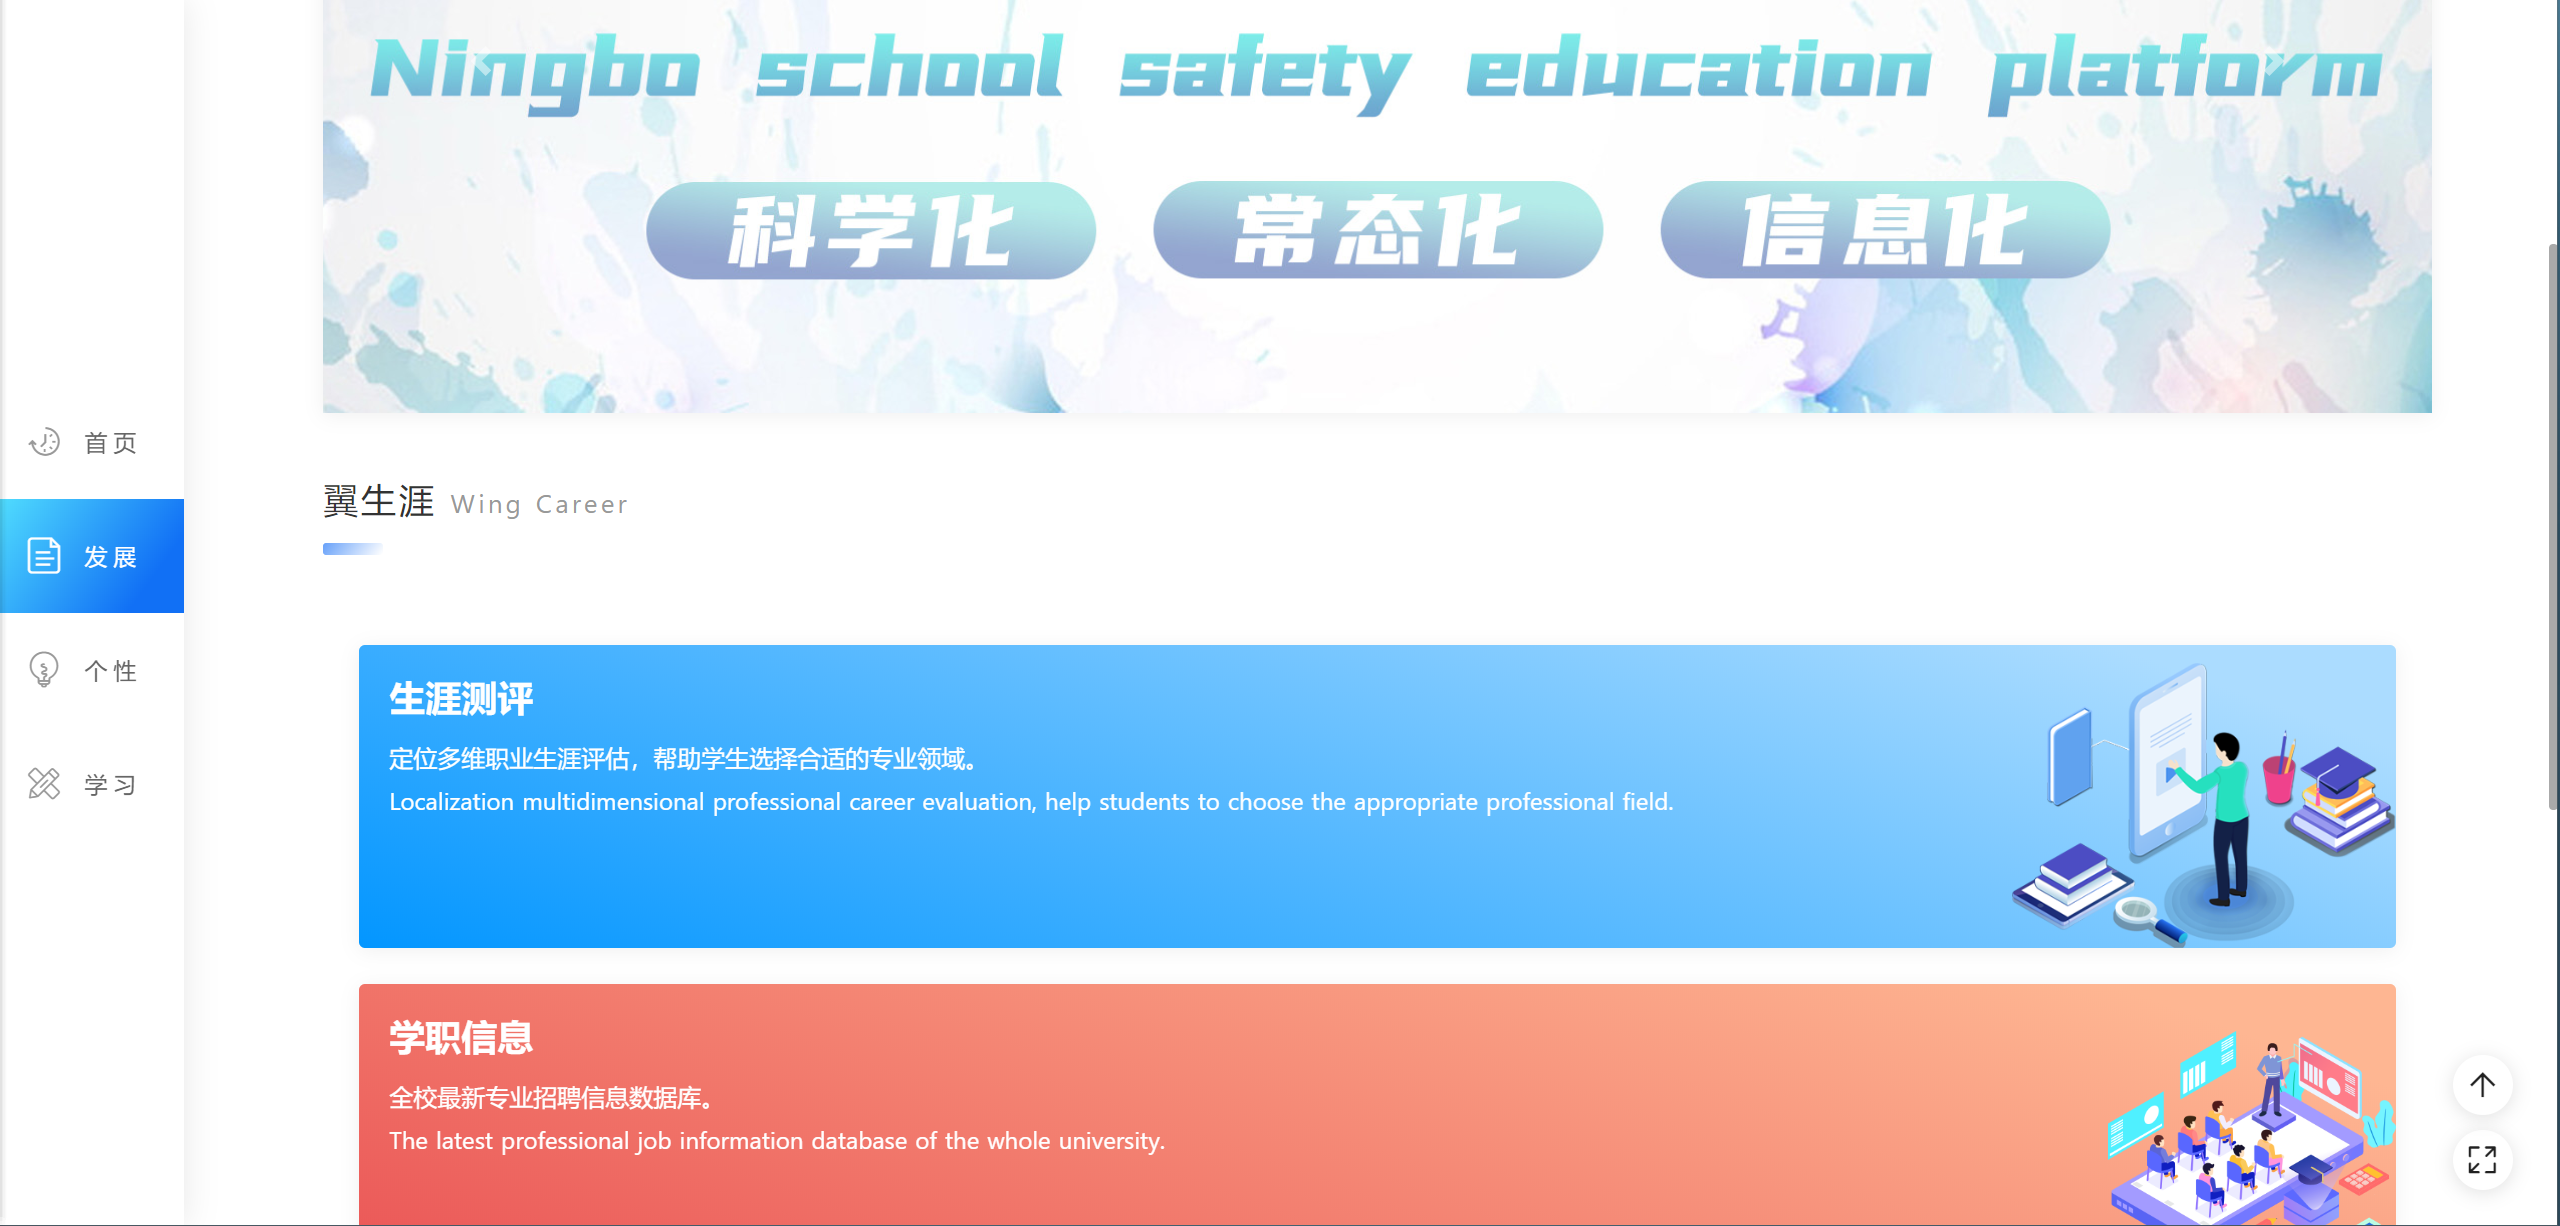 Ningbo school safety education platform
科学化 常态化 信息化
首页
发展
个性
学习
翼生涯 Wing Career
生涯测评
定位多维职业生涯评估，帮助学生选择合适的专业领域。
Localization multidimensional professional career evaluation, help students to choose the appropriate professional field.
学职信息
全校最新专业招聘信息数据库。
The latest professional job information database of the whole university.